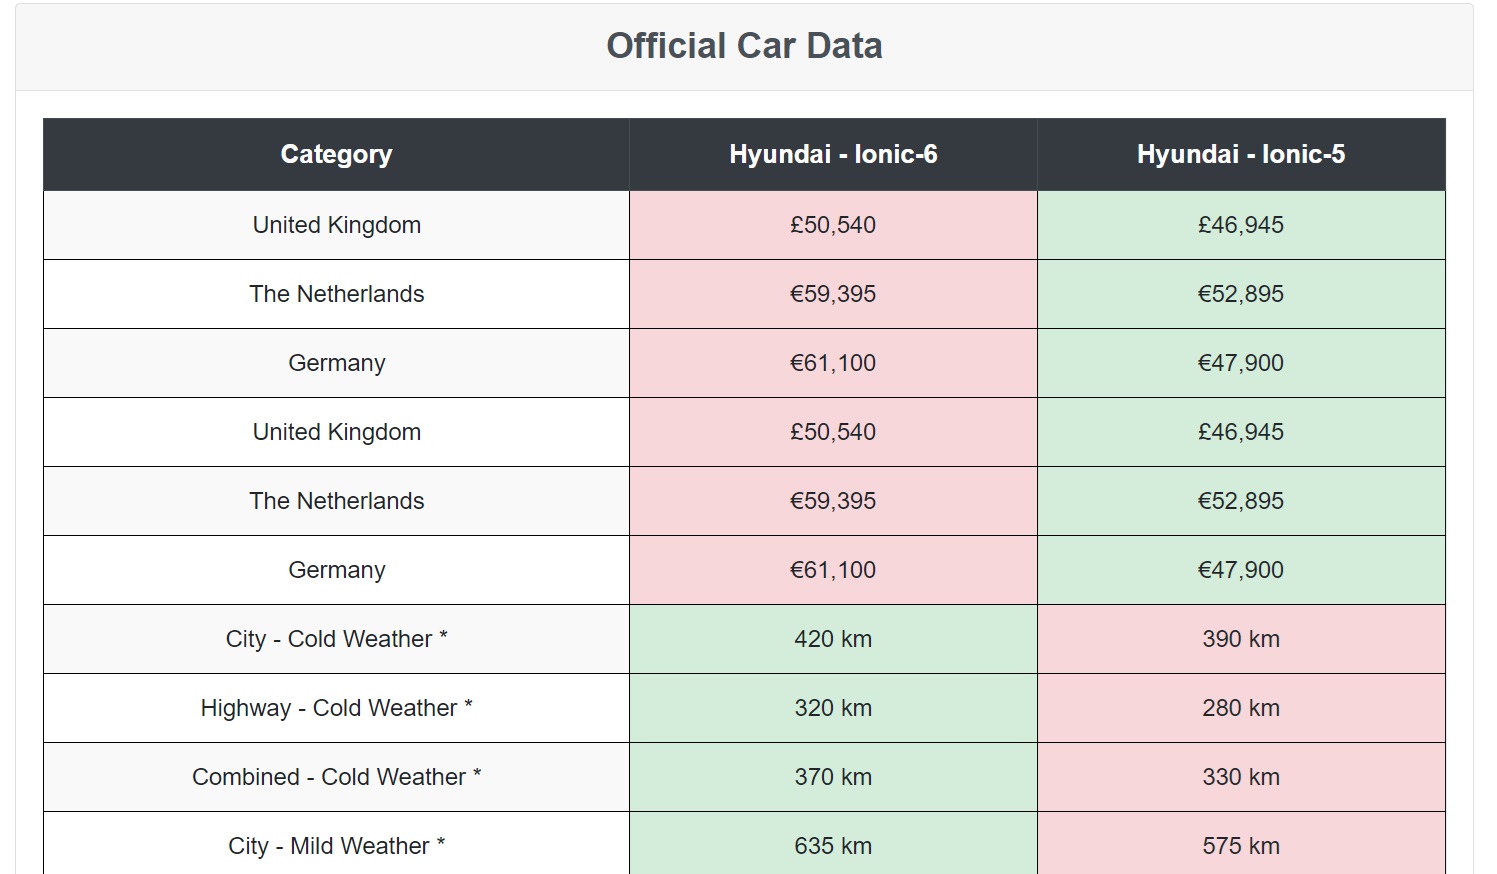 Official Car Data
Category Hyundai - Ionic-6 Hyundai - Ionic-5
United Kingdom £50,540 £46,945
The Netherlands €59,395 €52,895
Germany €61,100 €47,900
United Kingdom £50,540 £46,945
The Netherlands €59,395 €52,895
Germany €61,100 €47,900
City - Cold Weather * 420 km 390 km
Highway - Cold Weather * 320 km 280 km
Combined - Cold Weather * 370 km 330 km
City - Mild Weather * 635 km 575 km